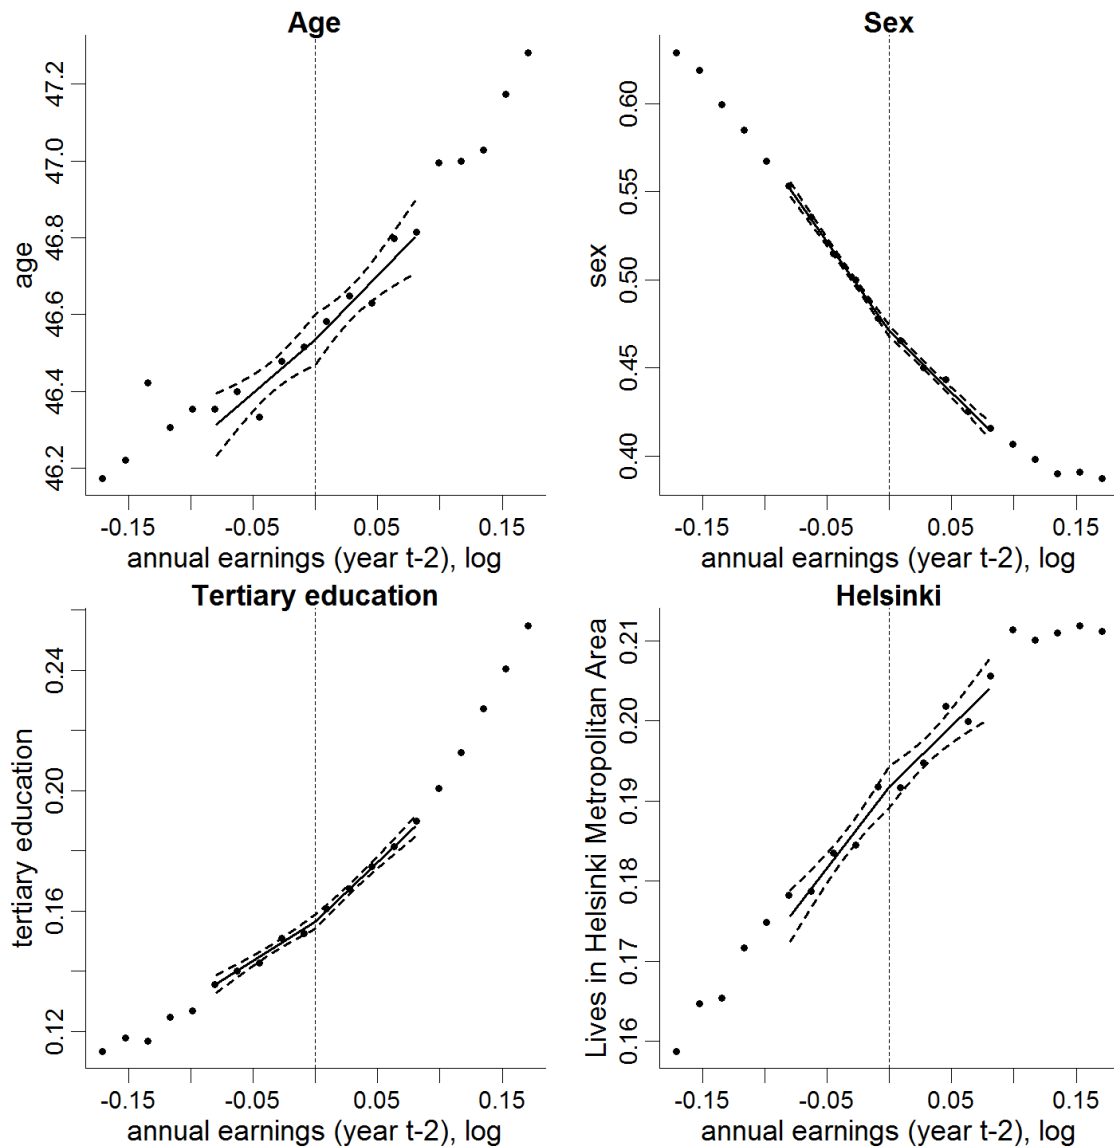 Age
age
47.2
47.0
46.8
46.6
46.4
46.2
-0.15 -0.05 0.05 0.15
annual earnings (year t-2), log
Sex
sex
0.60
0.55
0.50
0.45
0.40
-0.15 -0.05 0.05 0.15
annual earnings (year t-2), log
Tertiary education
tertiary education
0.24
0.20
0.16
0.12
-0.15 -0.05 0.05 0.15
annual earnings (year t-2), log
Helsinki
Lives in Helsinki Metropolitan Area
0.21
0.20
0.19
0.18
0.17
0.16
-0.15 -0.05 0.05 0.15
annual earnings (year t-2), log